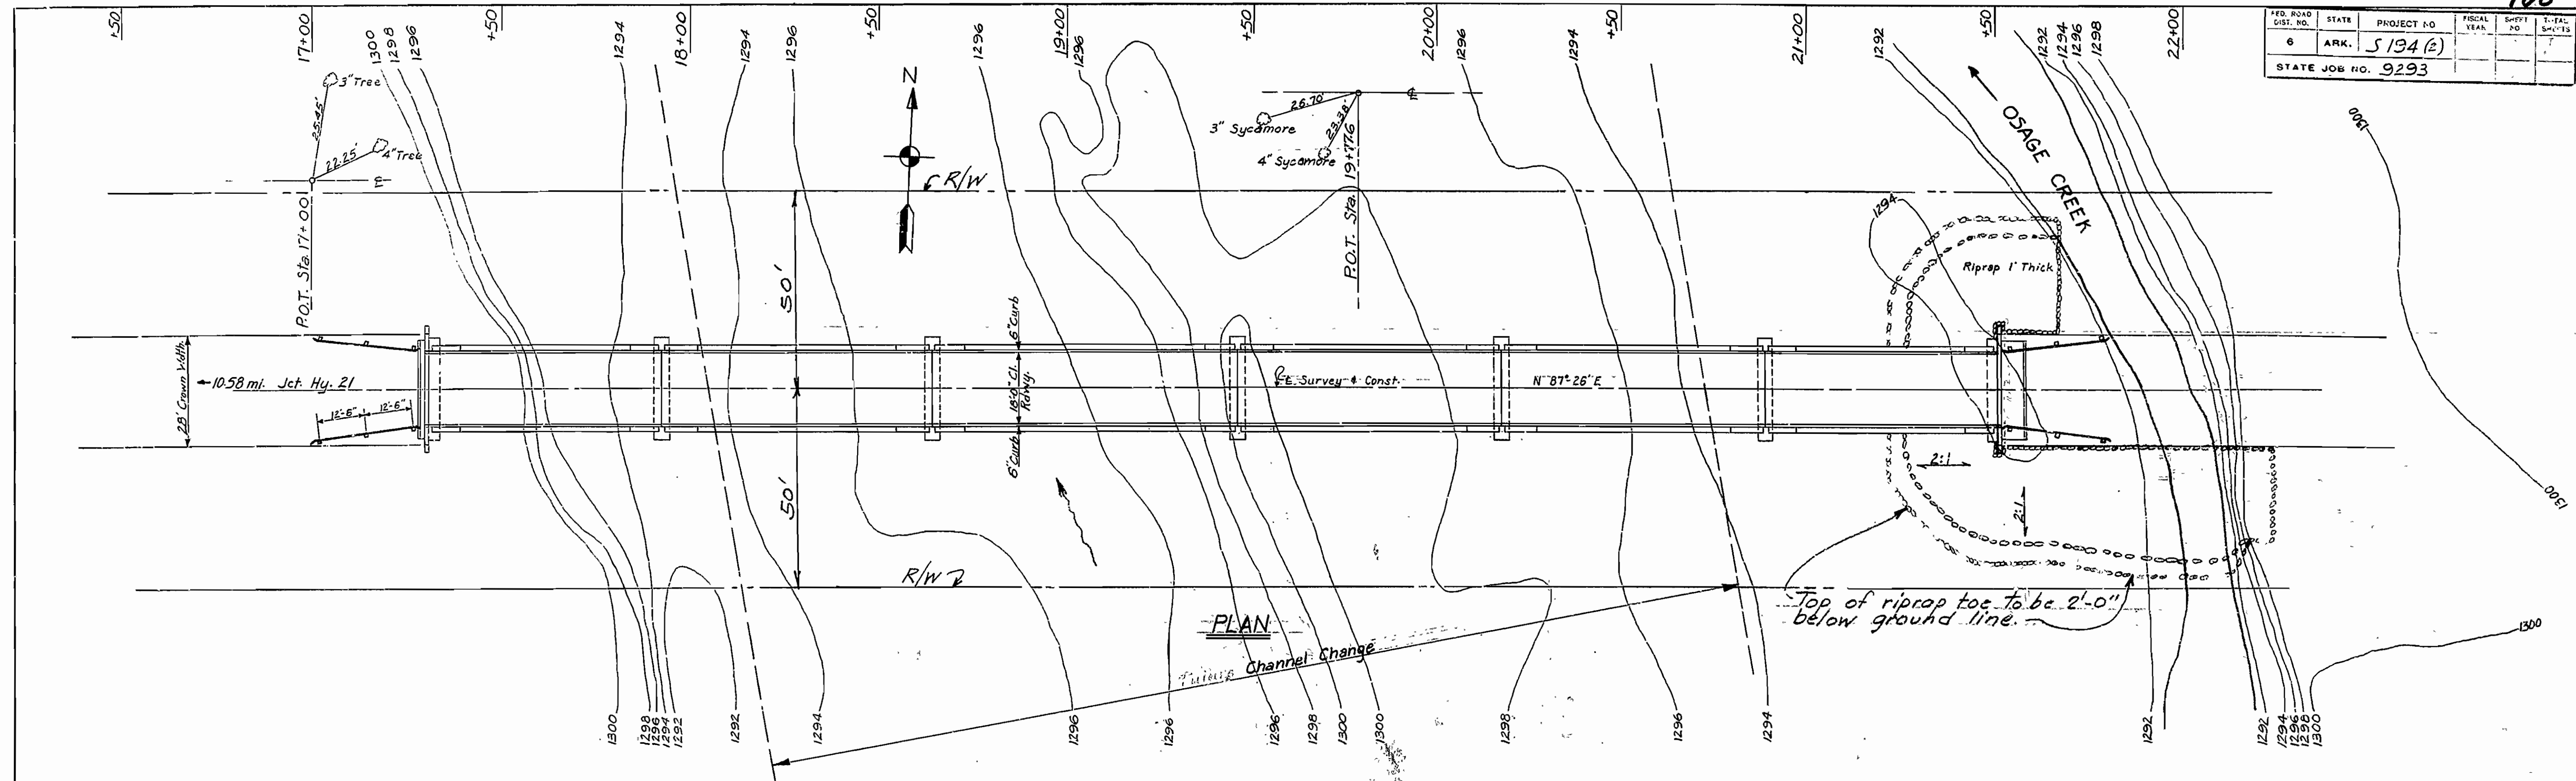 +50
17+00
+50
18+00
+50
19+00
+50
20+00
+50
21+00
+50
22+00
FED. ROAD DIST. NO.
STATE
PROJECT NO
FISCAL YEAR
SHEET NO
TOTAL SHEETS
6
ARK.
S 194 (2)
STATE JOB NO. 9293
1300
1298
1296
1294
1294
1296
1296
1296
1296
1294
1292
1292
1294
1296
1298
1300
3" Tree
25.45'
22.25'
4" Tree
℄
P.O.T. Sta. 17+00
N
R/W
26.70'
23.38'
3" Sycamore
4" Sycamore
℄
P.O.T. Sta. 19+77.6
OSAGE CREEK
1294
Riprap 1' Thick
50'
28' Crown Width
10.58 mi. Jct. Hy. 21
12'-6"
12'-6"
6" Curb
18'-0" Cl. Rdwy.
6" Curb
℄ Survey & Const.
N 87°26' E
2:1
2:1
50'
R/W
1300
Top of riprap toe to be 2'-0"
below ground line.
PLAN
Channel Change
1300
1300
1298
1296
1294
1292
1292
1294
1296
1296
1296
1298
1300
1300
1298
1296
1294
1292
1292
1294
1296
1298
1300